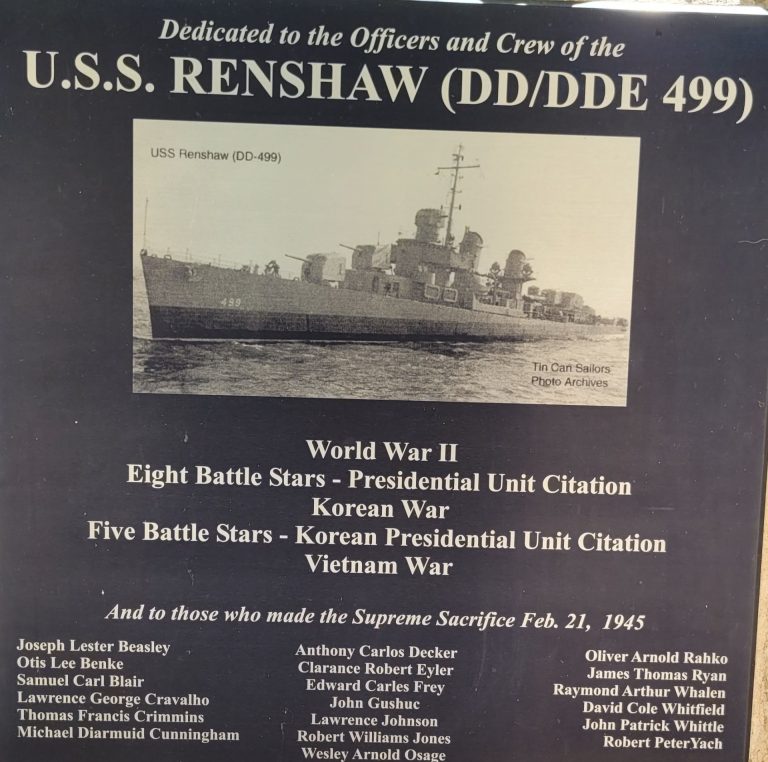 Dedicated to the Officers and Crew of the
U.S.S. RENSHAW (DD/DDE 499)
USS Renshaw (DD-499)
499
Tin Can Sailors
Photo Archives
World War II
Eight Battle Stars - Presidential Unit Citation
Korean War
Five Battle Stars - Korean Presidential Unit Citation
Vietnam War
And to those who made the Supreme Sacrifice Feb. 21, 1945
Joseph Lester Beasley
Otis Lee Benke
Samuel Carl Blair
Lawrence George Cravalho
Thomas Francis Crimmins
Michael Diarmuid Cunningham
Anthony Carlos Decker
Clarance Robert Eyler
Edward Carles Frey
John Gushuc
Lawrence Johnson
Robert Williams Jones
Wesley Arnold Osage
Oliver Arnold Rahko
James Thomas Ryan
Raymond Arthur Whalen
David Cole Whitfield
John Patrick Whittle
Robert Peter Yach